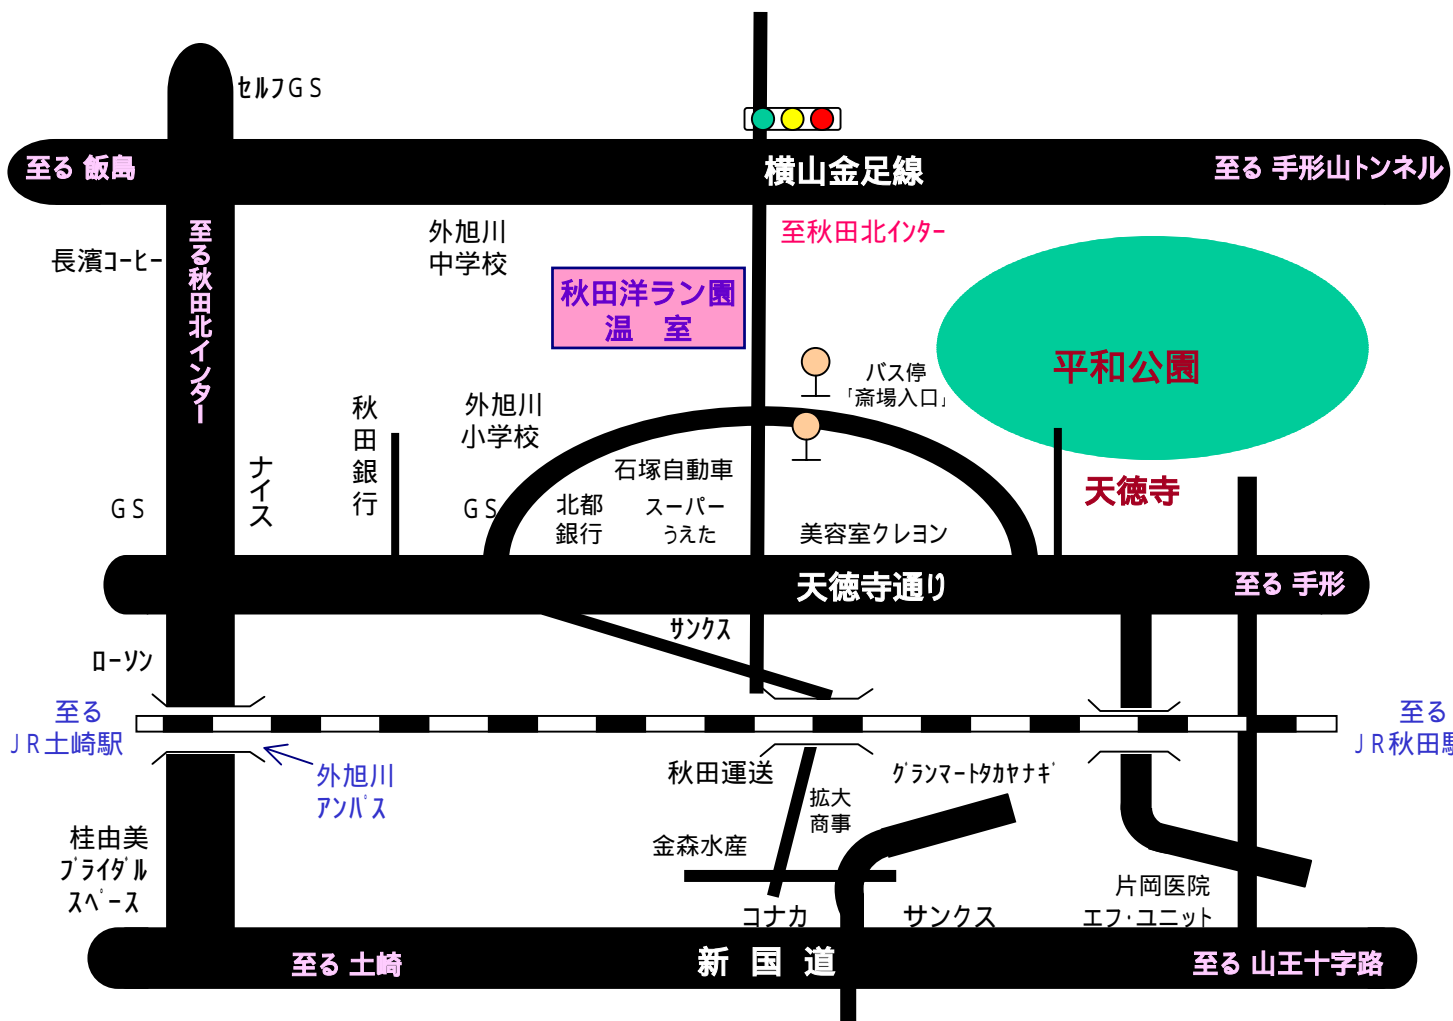 セルフGS
至る 飯島
横山金足線
至る 手形山トンネル
至る秋田北インター
外旭川
中学校
至秋田北インター
長濱コーヒー
秋田洋ラン園
温 室
平和公園
バス停
「斎場入口」
秋田銀行
外旭川
小学校
石塚自動車
天徳寺
GS
ナイス
GS
北都
銀行
スーパー
うえた
美容室クレヨン
天徳寺通り
至る 手形
サンクス
ローソン
至る
JR土崎駅
至る
JR秋田駅
外旭川
アンパス
秋田運送
グランマートタカヤナギ
拡大
商事
桂由美
ブライダル
スペース
金森水産
片岡医院
エフ・ユニット
コナカ
サンクス
至る 土崎
新 国 道
至る 山王十字路